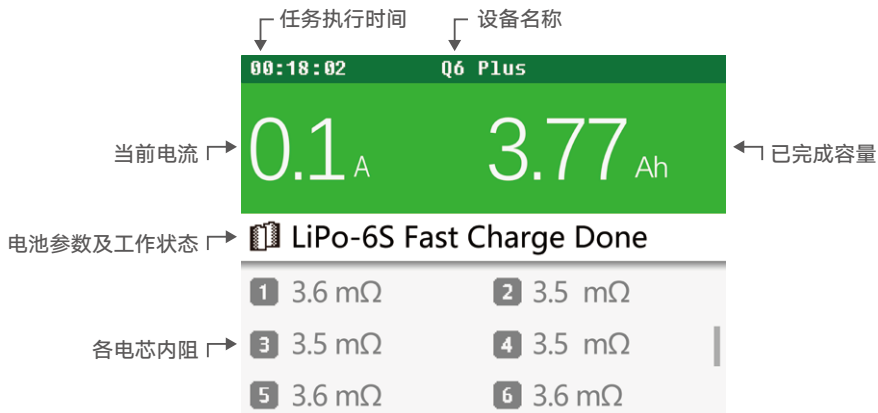 任务执行时间 设备名称
00:18:02 Q6 Plus
当前电流 0.1 A 3.77 Ah 已完成容量
电池参数及工作状态 LiPo-6S Fast Charge Done
1 3.6 mΩ 2 3.5 mΩ
各电芯内阻 3 3.5 mΩ 4 3.5 mΩ
5 3.6 mΩ 6 3.6 mΩ